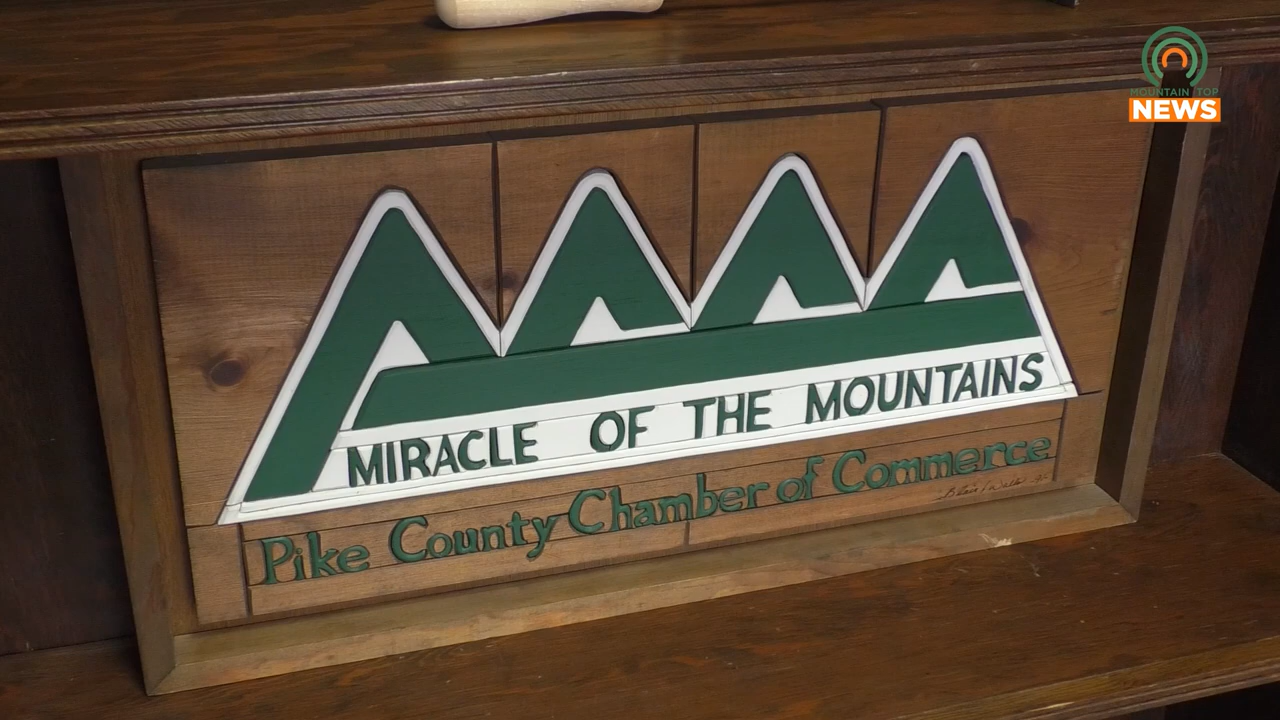 MOUNTAIN TOP
NEWS
MIRACLE OF THE MOUNTAINS
Pike County Chamber of Commerce